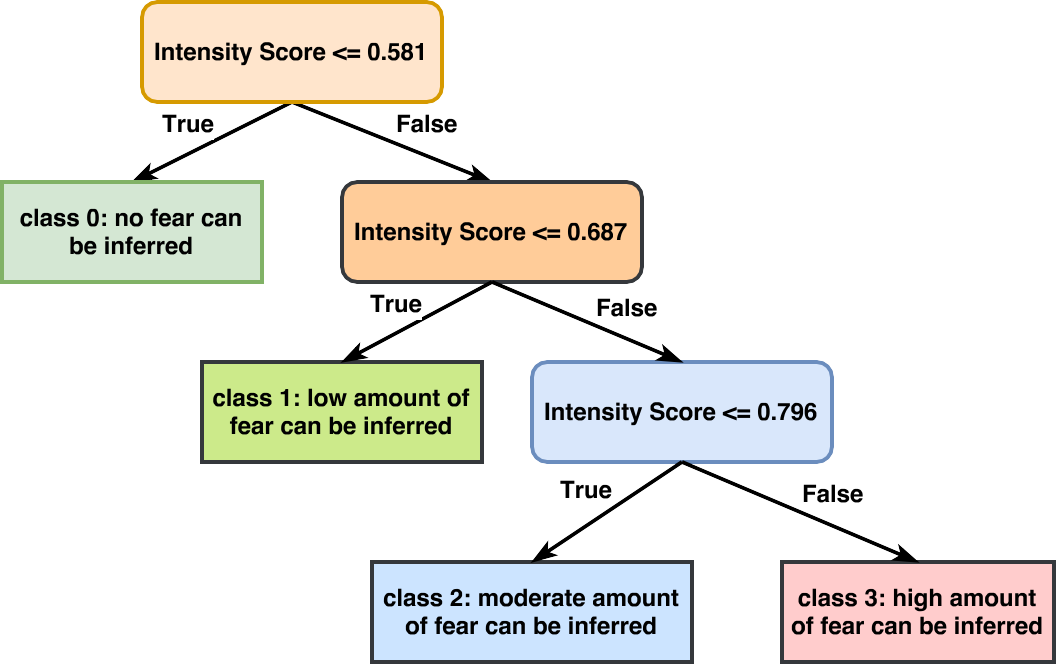 Intensity Score <= 0.581
True
False
class 0: no fear can
be inferred
Intensity Score <= 0.687
True
False
class 1: low amount of
fear can be inferred
Intensity Score <= 0.796
True
False
class 2: moderate amount
of fear can be inferred
class 3: high amount
of fear can be inferred